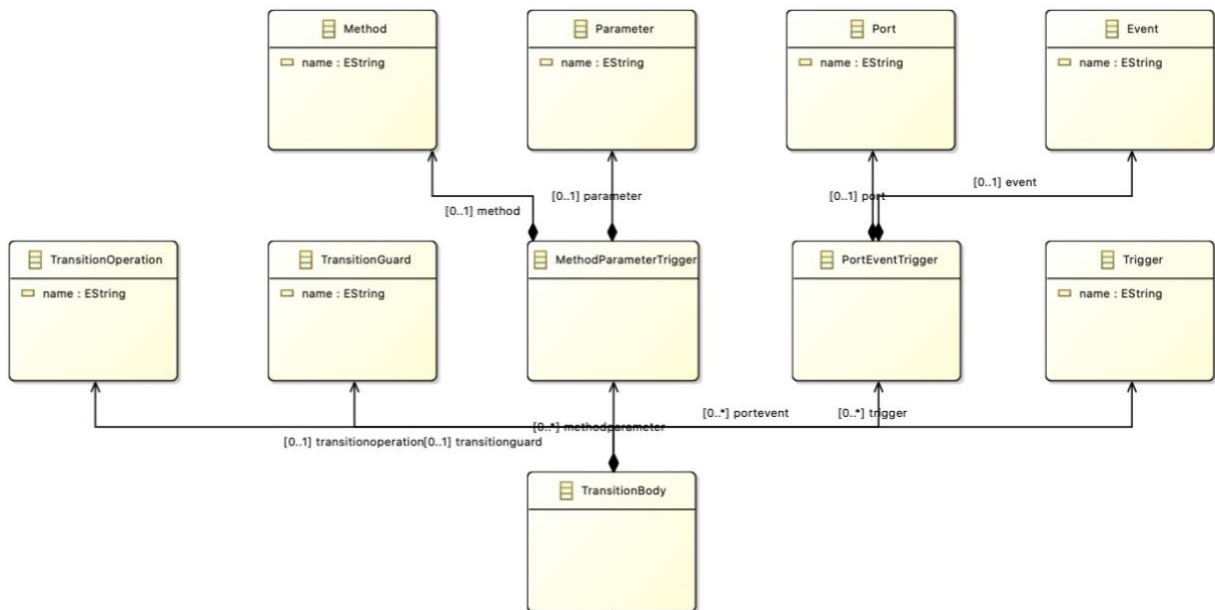 Method
name : EString
Parameter
name : EString
Port
name : EString
Event
name : EString
[0..1] method
[0..1] parameter
[0..1] port
[0..1] event
TransitionOperation
name : EString
TransitionGuard
name : EString
MethodParameterTrigger
PortEventTrigger
Trigger
name : EString
[0..1] transitionoperation
[0..1] transitionguard
[0..*] methodparameter
[0..*] portevent
[0..*] trigger
TransitionBody